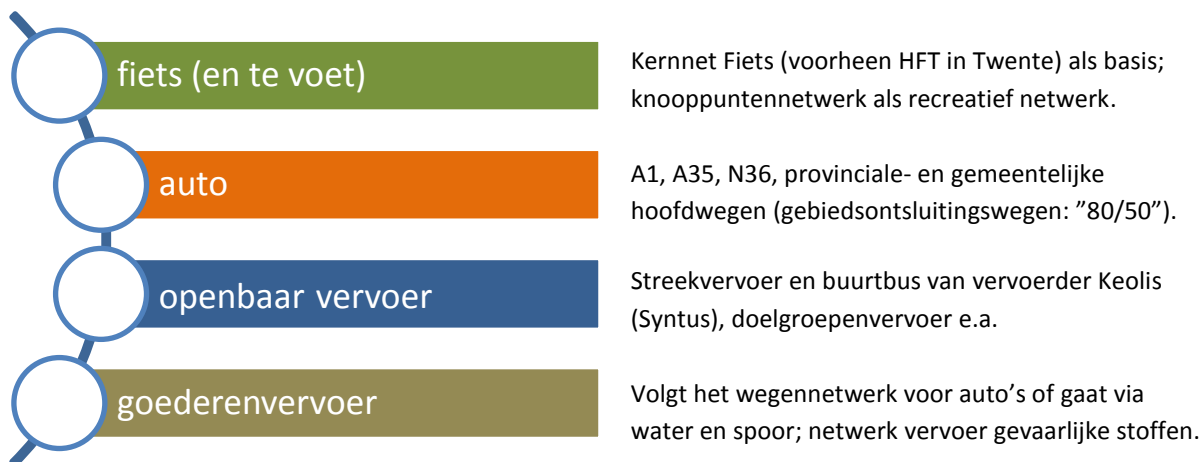 fiets (en te voet)
Kernnet Fiets (voorheen HFT in Twente) als basis;
knooppuntennetwerk als recreatief netwerk.
auto
A1, A35, N36, provinciale- en gemeentelijke
hoofdwegen (gebiedsontsluitingswegen: ”80/50”).
openbaar vervoer
Streekvervoer en buurtbus van vervoerder Keolis
(Syntus), doelgroepenvervoer e.a.
goederenvervoer
Volgt het wegennetwerk voor auto’s of gaat via
water en spoor; netwerk vervoer gevaarlijke stoffen.